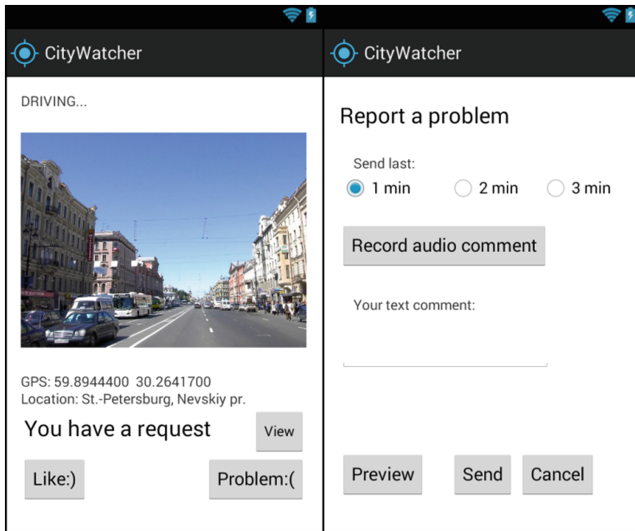 CityWatcher
DRIVING...
GPS: 59.8944400 30.2641700
Location: St.-Petersburg, Nevskiy pr.
You have a request
View
Like:)
Problem:(
CityWatcher
Report a problem
Send last:
1 min
2 min
3 min
Record audio comment
Your text comment:
Preview
Send
Cancel